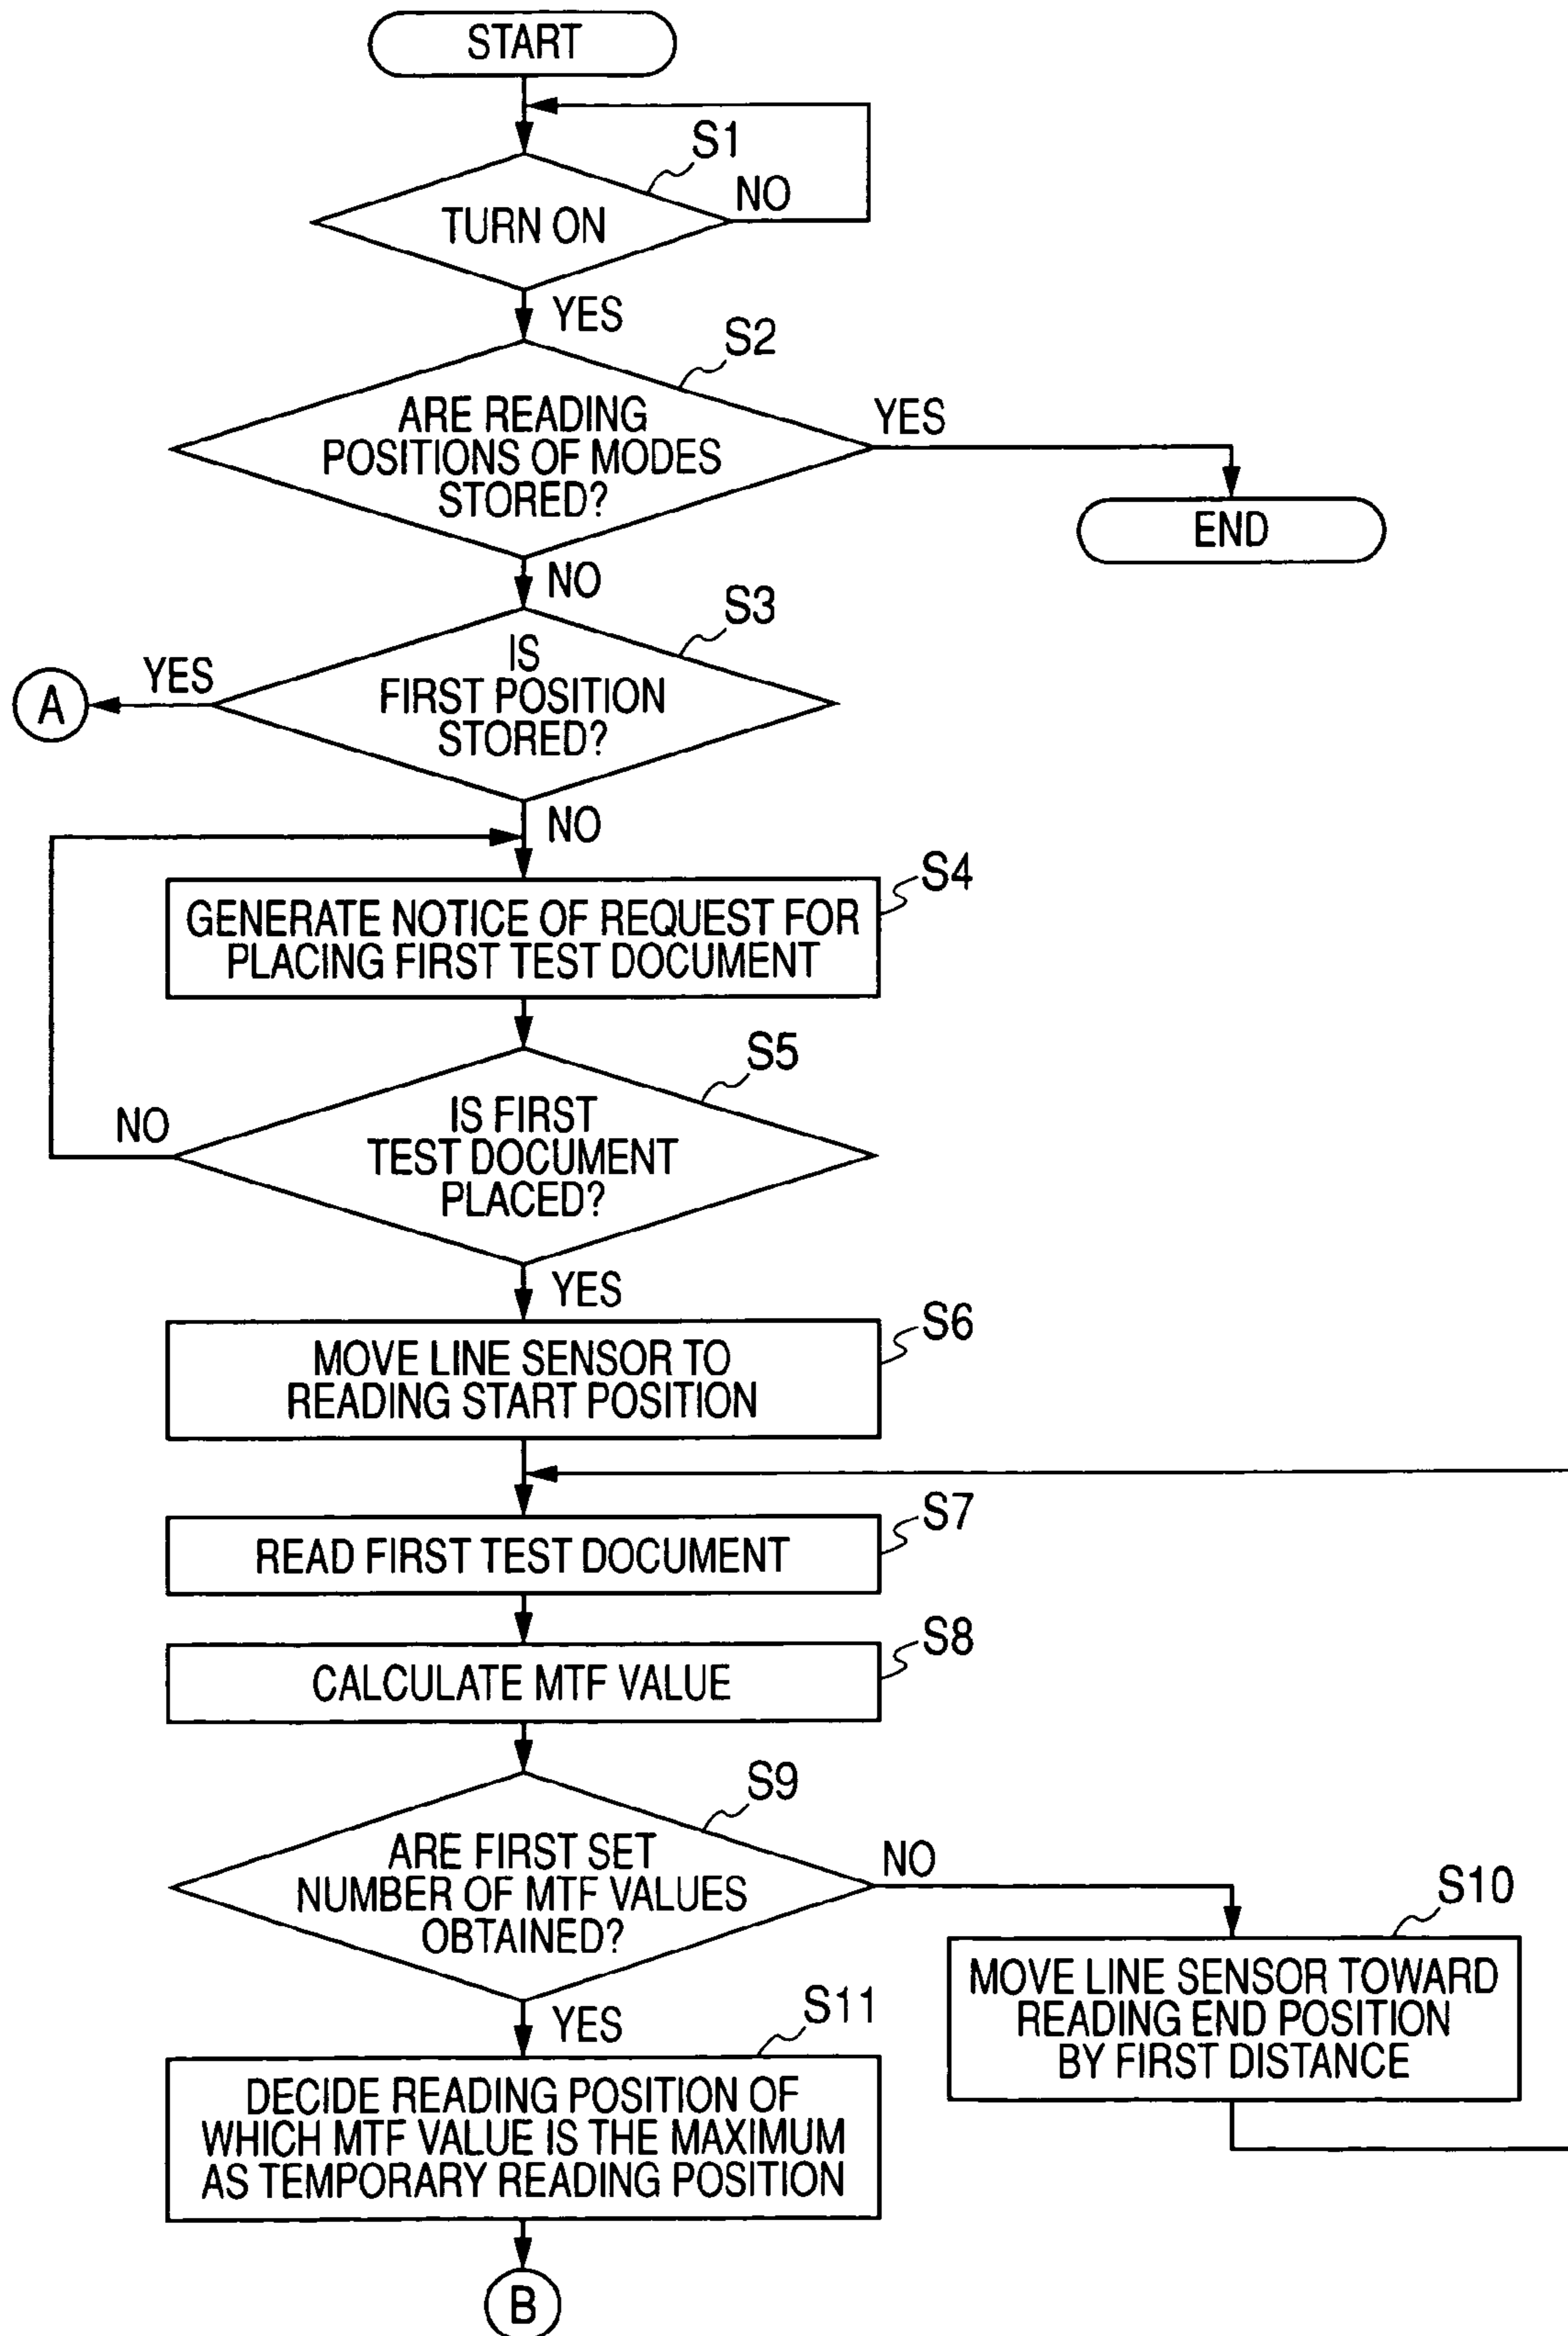 START
S1
NO
TURN ON
YES
S2
ARE READING
POSITIONS OF MODES
STORED?
YES
END
NO
S3
IS
FIRST POSITION
STORED?
YES
A
NO
S4
GENERATE NOTICE OF REQUEST FOR
PLACING FIRST TEST DOCUMENT
S5
IS FIRST
TEST DOCUMENT
PLACED?
NO
YES
S6
MOVE LINE SENSOR TO
READING START POSITION
S7
READ FIRST TEST DOCUMENT
S8
CALCULATE MTF VALUE
S9
ARE FIRST SET
NUMBER OF MTF VALUES
OBTAINED?
NO
S10
MOVE LINE SENSOR TOWARD
READING END POSITION
BY FIRST DISTANCE
YES
S11
DECIDE READING POSITION OF
WHICH MTF VALUE IS THE MAXIMUM
AS TEMPORARY READING POSITION
B